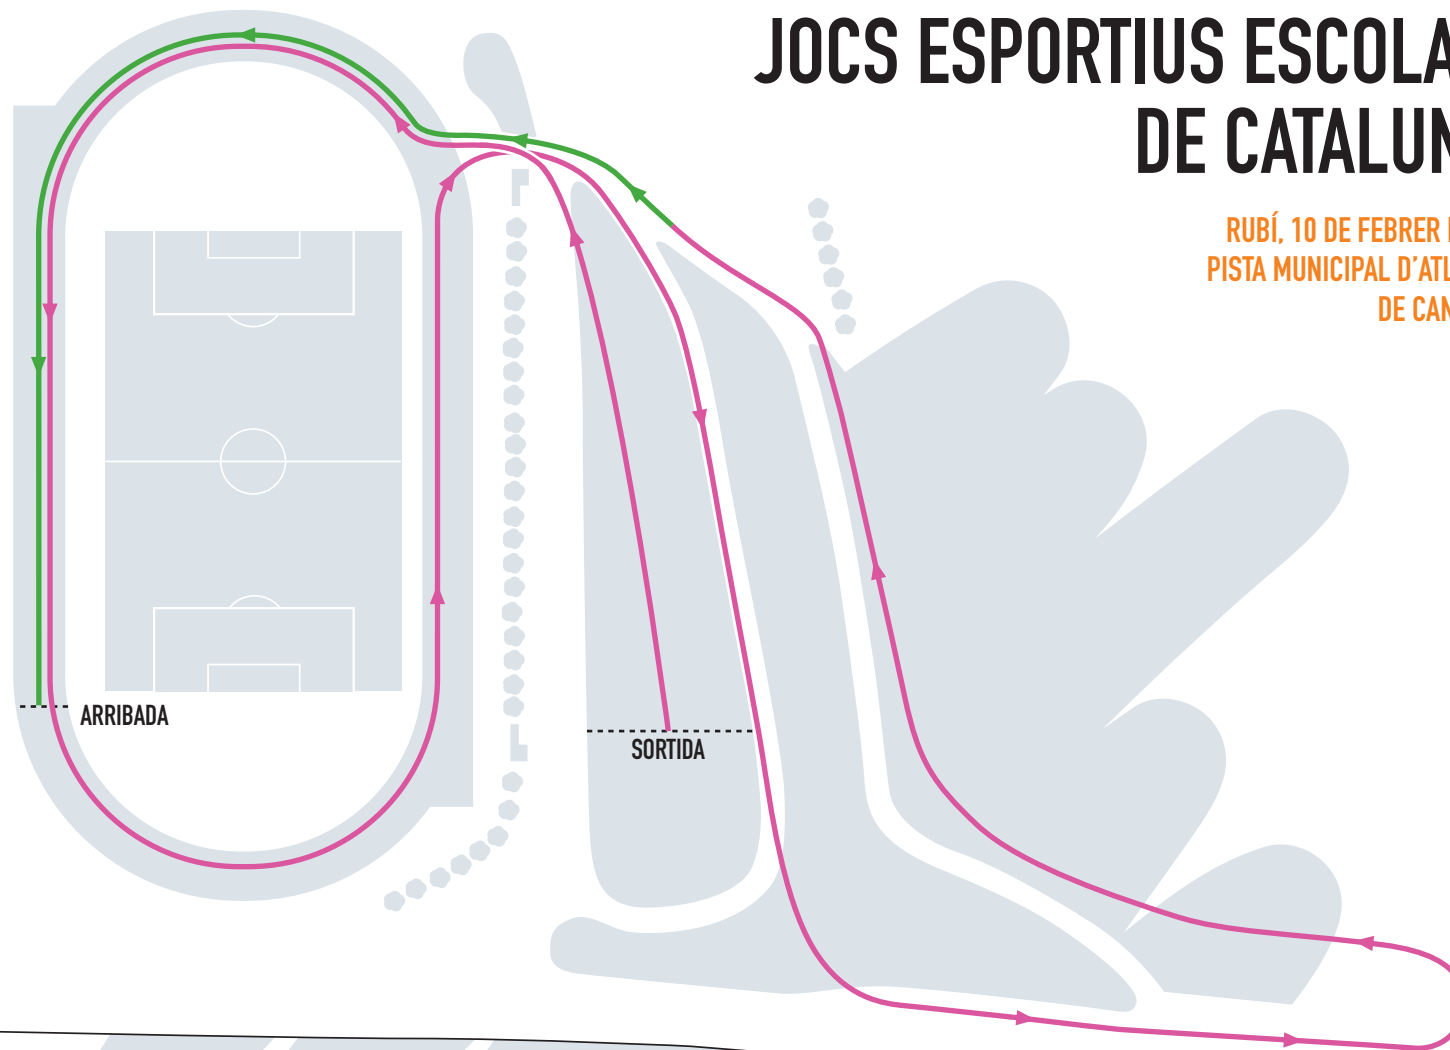 JOCS ESPORTIUS ESCOLA
DE CATALUN
RUBÍ, 10 DE FEBRER
PISTA MUNICIPAL D'ATL
DE CAN
ARRIBADA
SORTIDA